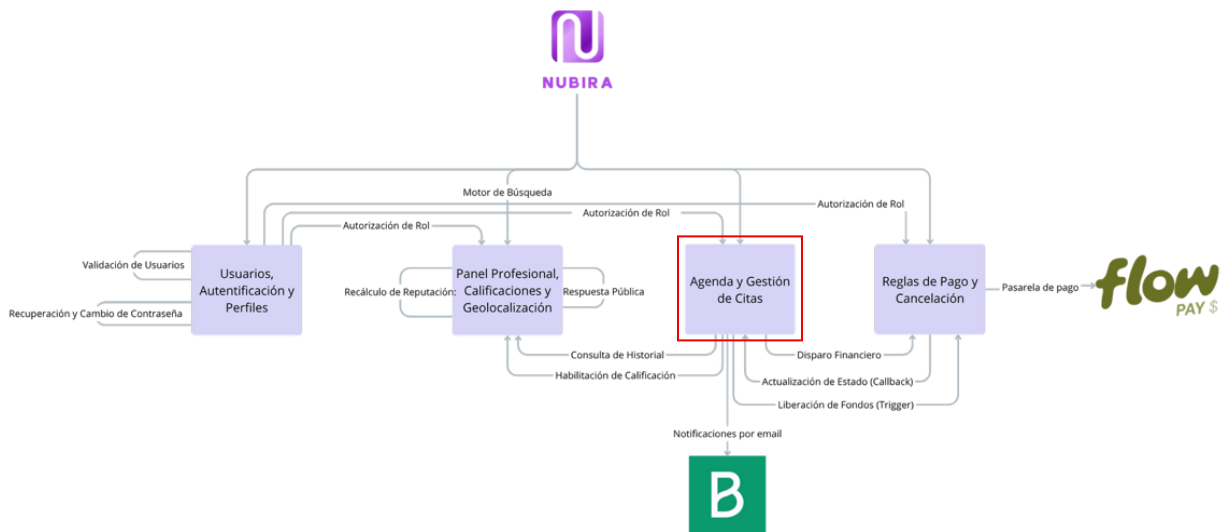 NUBIRA
Motor de Búsqueda
Autorización de Rol
Autorización de Rol
Autorización de Rol
Validación de Usuarios
Recuperación y Cambio de Contraseña
Usuarios,
Autentificación y
Perfiles
Recálculo de Reputación:
Panel Profesional,
Calificaciones y
Geolocalización
Respuesta Pública
Agenda y Gestión
de Citas
Reglas de Pago y
Cancelación
Pasarela de pago
flow
PAY $
Consulta de Historial
Habilitación de Calificación
Disparo Financiero
Actualización de Estado (Callback)
Liberación de Fondos (Trigger)
Notificaciones por email
B